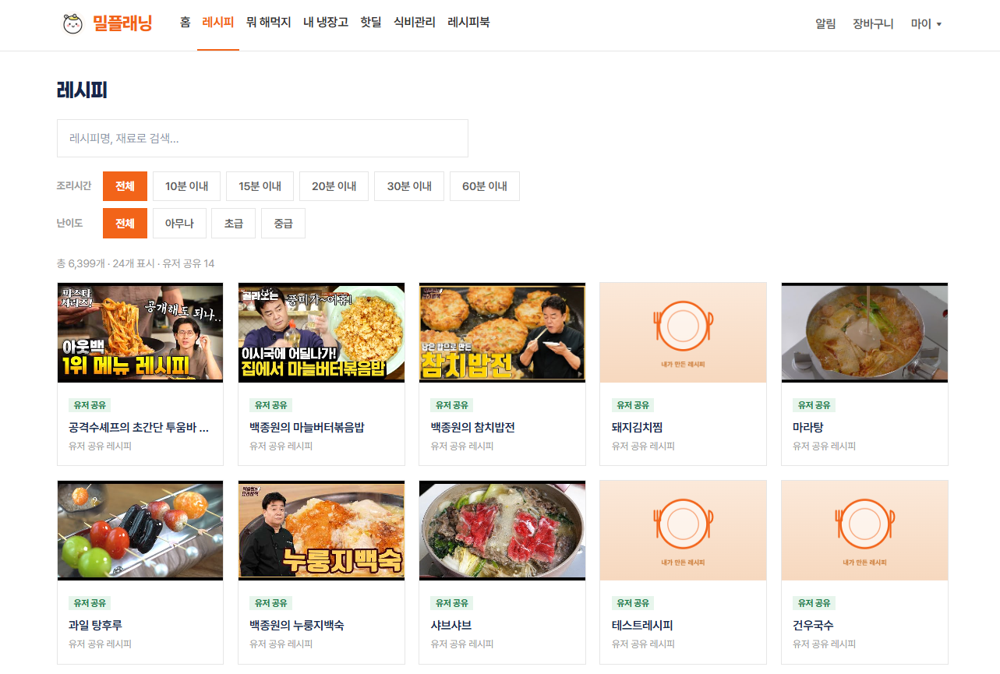 밀플래닝
홈 레시피 뭐 해먹지 내 냉장고 핫딜 식비관리 레시피북
알림 장바구니 마이
레시피
레시피명, 재료로 검색...
조리시간 전체 10분 이내 15분 이내 20분 이내 30분 이내 60분 이내
난이도 전체 아무나 초급 중급
총 6,399개 · 24개 표시 · 유저 공유 14
파스타
시리즈!
공개해도 되나..
아웃백
1위 메뉴 레시피
골라오는
풍미가~어휴!
이시국에 어딜나가!
집에서 마늘버터볶음밥
남은 밥으로 만든
참치밥전
내가 만든 레시피
유저 공유 유저 공유 유저 공유 유저 공유 유저 공유
공격수셰프의 초간단 투움바 ... 백종원의 마늘버터볶음밥 백종원의 참치밥전 돼지김치찜 마라탕
유저 공유 레시피 유저 공유 레시피 유저 공유 레시피 유저 공유 레시피 유저 공유 레시피
누룽지백숙
내가 만든 레시피 내가 만든 레시피
유저 공유 유저 공유 유저 공유 유저 공유 유저 공유
과일 탕후루 백종원의 누룽지백숙 샤브샤브 테스트레시피 건우국수
유저 공유 레시피 유저 공유 레시피 유저 공유 레시피 유저 공유 레시피 유저 공유 레시피